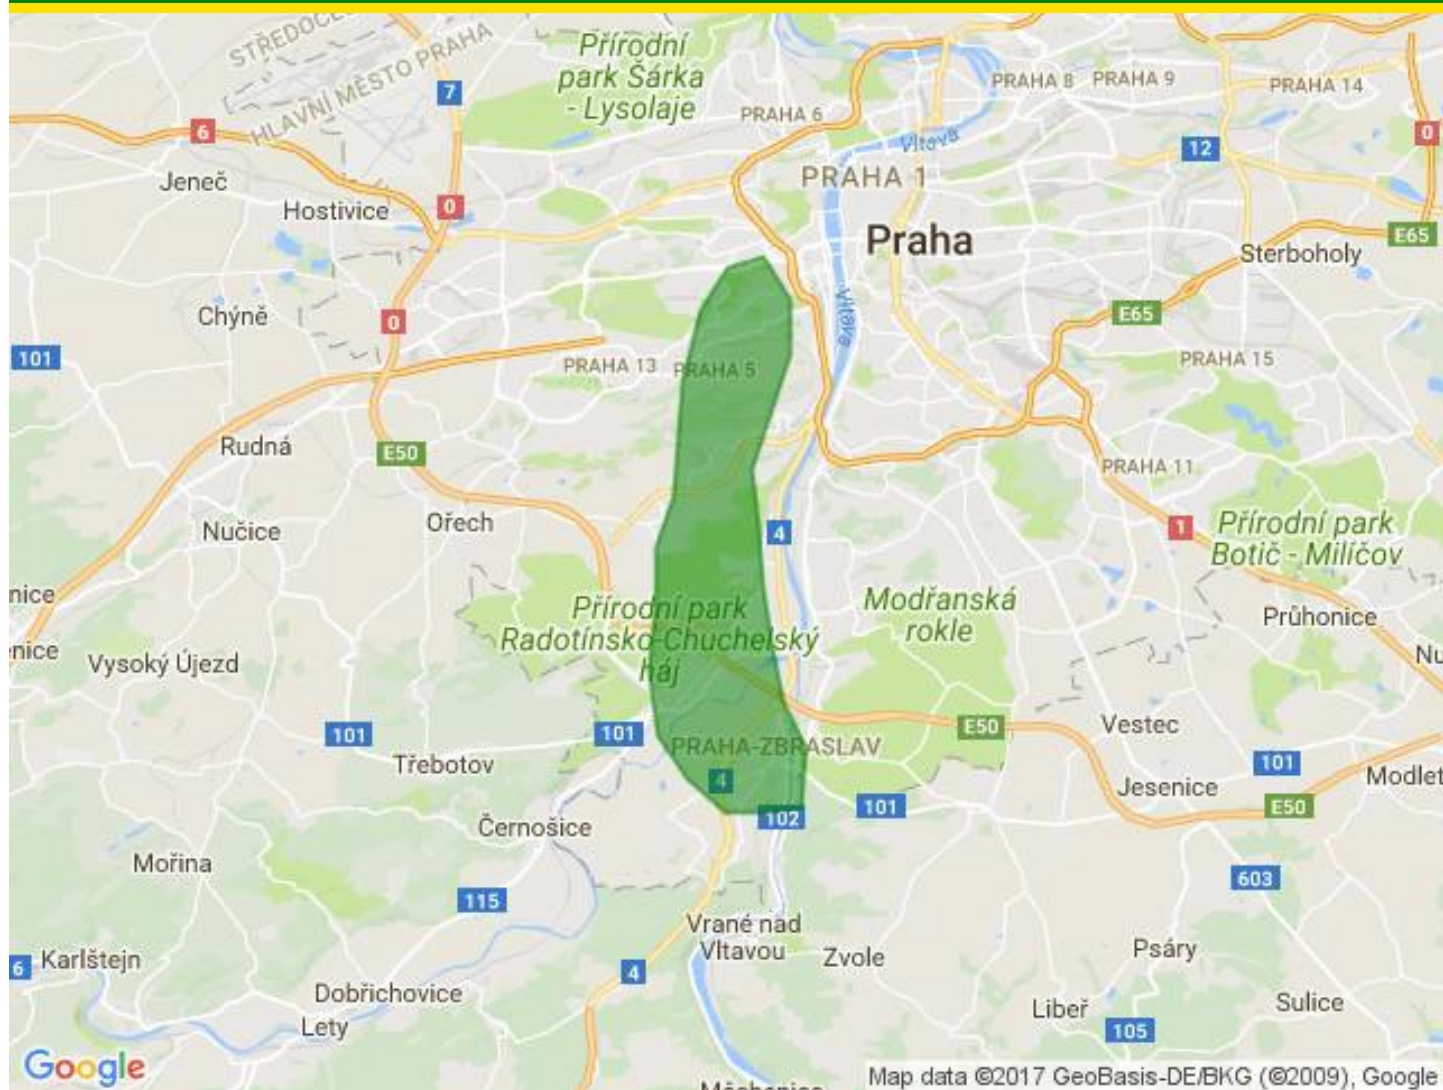 STŘEDOČE
HLAVNÍ MĚSTO PRAHA
Přírodní
park Šárka
- Lysolaje
7
PRAHA 8
PRAHA 9
PRAHA 14
PRAHA 6
6
0
12
Vltava
Jeneč
PRAHA 1
Hostivice
0
Praha
E65
Sterboholy
Chýně
0
E65
Vltava
101
PRAHA 13
PRAHA 5
PRAHA 15
Rudná
E50
PRAHA 11
Nučice
Ořech
4
1
Přírodní park
Botič - Milíčov
nice
Přírodní park
Radotínsko-Chuchelský
háj
Modřanská
rokle
Průhonice
enice
Vysoký Újezd
Nu
101
101
E50
Vestec
PRAHA-ZBRASLAV
Třebotov
4
101
Modlet
Jesenice
101
E50
102
Černošice
Mořina
603
115
Vrané nad
Vltavou
Zvole
Psáry
6
Karlštejn
4
Dobřichovice
Libeř
Sulice
Lety
105
Google
Map data ©2017 GeoBasis-DE/BKG (©2009), Google